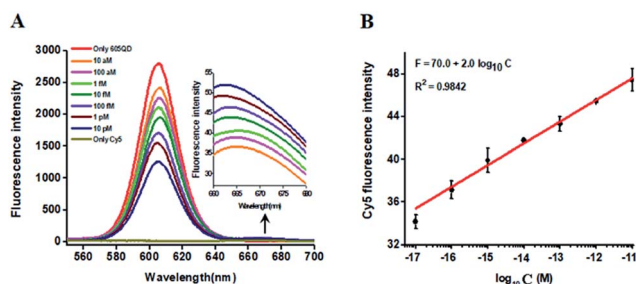 A
Fluorescence intensity
3000
2500
2000
1500
1000
500
0
Only 605QD
10 aM
100 aM
1 fM
10 fM
100 fM
1 pM
10 pM
Only Cy5
Fluorescence intensity
55
50
45
40
35
30
25
660 665 670 675 680
Wavelength(nm)
560 580 600 620 640 660 680 700
Wavelength(nm)
B
Cy5 fluorescence intensity
48
44
40
36
32
F = 70.0 + 2.0 log10 C
R2 = 0.9842
-17 -16 -15 -14 -13 -12 -11
log10 C (M)